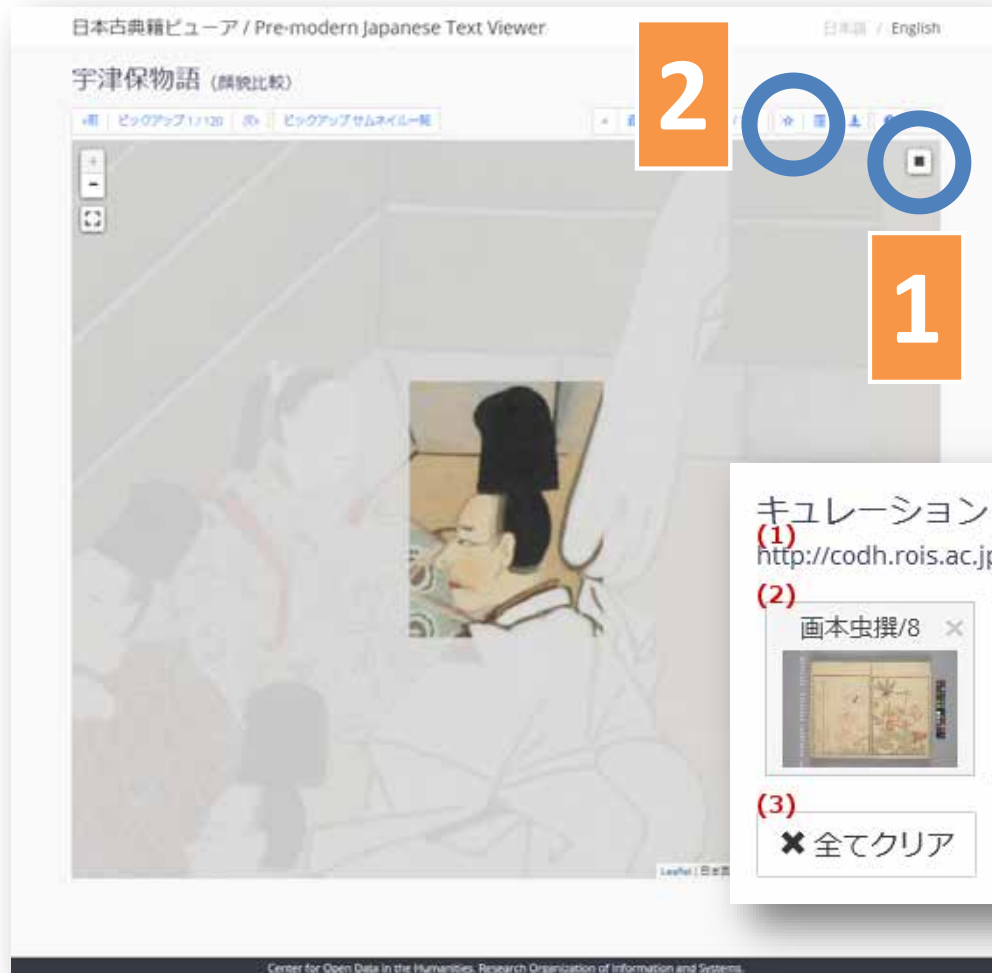 日本古典籍ビューア / Pre-modern Japanese Text Viewer
日本語 / English
宇津保物語 (顔貌比較)
ピックアップ 1 / 120
ピックアップ サムネイル一覧
2
1
キュレーション
(1)
http://codh.rois.ac.jp
(2)
画本虫撰/8 ×
(3)
✖ 全てクリア
Leaflet | 日本古
Center for Open Data in the Humanities, Research Organization of Information and Systems.